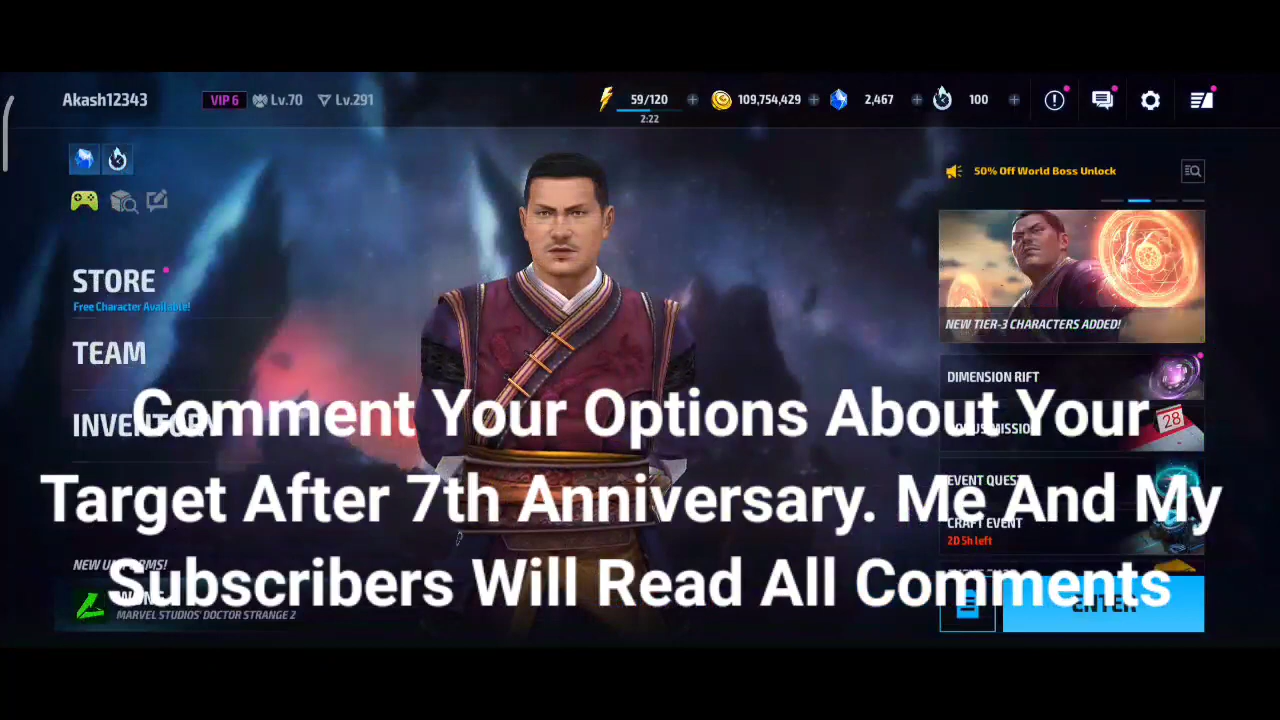 Akash12343
VIP 6
Lv.70
Lv.291
59/120
2:22
109,754,429
2,467
100
50% Off World Boss Unlock
STORE
Free Character Available!
TEAM
INVENTORY
NEW TIER-3 CHARACTERS ADDED!
DIMENSION RIFT
28
EVENT QUEST
CRAFT EVENT
2D 5h left
Comment Your Options About Your
Target After 7th Anniversary. Me And My
Subscribers Will Read All Comments
NEW UNIFORMS!
MARVEL STUDIOS' DOCTOR STRANGE 2
ENTER